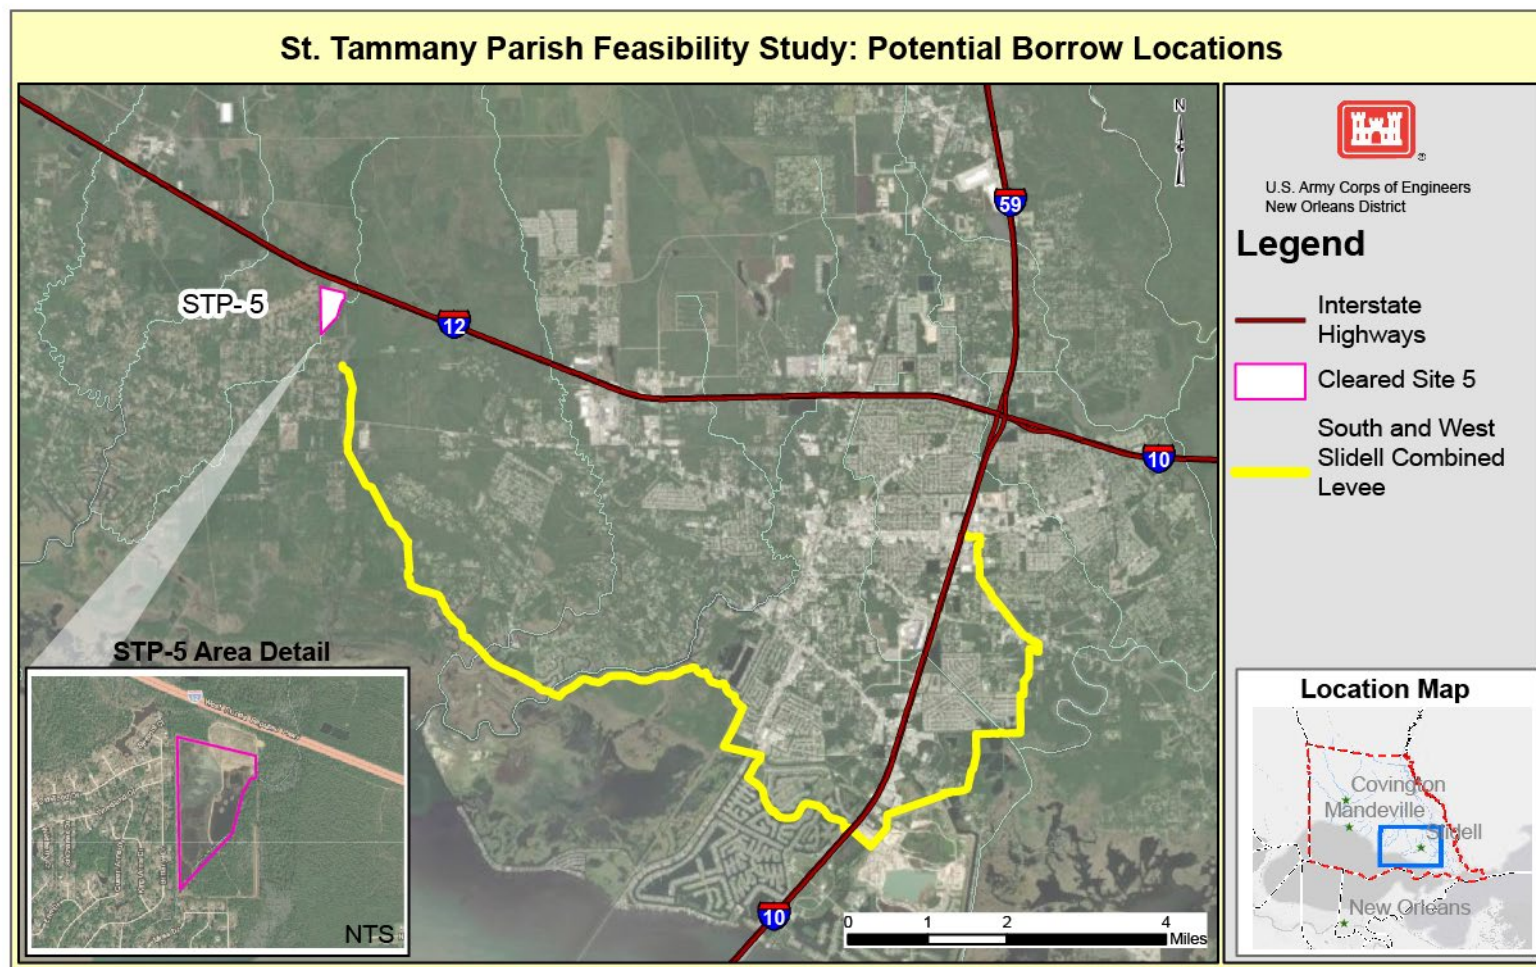 St. Tammany Parish Feasibility Study: Potential Borrow Locations
N
59
STP- 5
12
10
10
STP-5 Area Detail
NTS
0 1 2 4
Miles
®
U.S. Army Corps of Engineers
New Orleans District
Legend
Interstate
Highways
Cleared Site 5
South and West
Slidell Combined
Levee
Location Map
Covington
Mandeville
Slidell
New Orleans